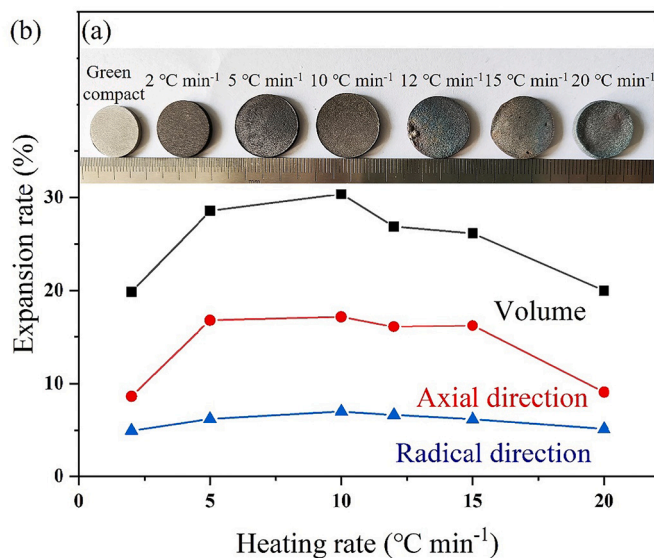 (b) (a)
Green
compact
2 ℃ min⁻¹ 5 ℃ min⁻¹ 10 ℃ min⁻¹ 12 ℃ min⁻¹ 15 ℃ min⁻¹ 20 ℃ min⁻¹
Expansion rate (%)
30
20
10
0
Volume
Axial direction
Radical direction
0 5 10 15 20
Heating rate (℃ min⁻¹)